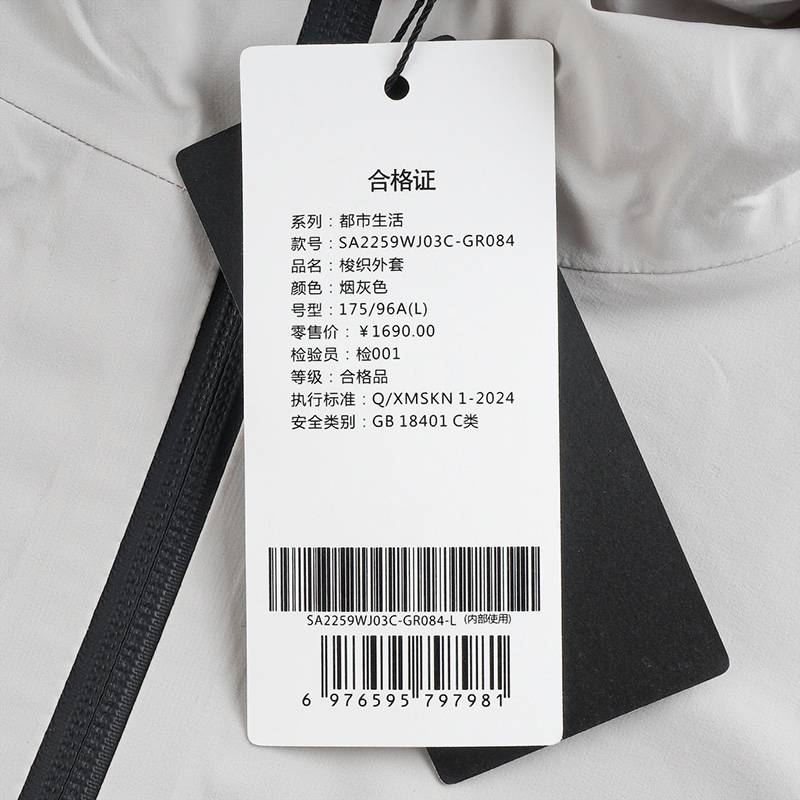 合格证
系列：都市生活
款号：SA2259WJ03C-GR084
品名：梭织外套
颜色：烟灰色
号型：175/96A(L)
零售价：￥1690.00
检验员：检001
等级：合格品
执行标准：Q/XMSKN 1-2024
安全类别：GB 18401 C类
SA2259WJ03C-GR084-L (内部使用)
6 976595 797981